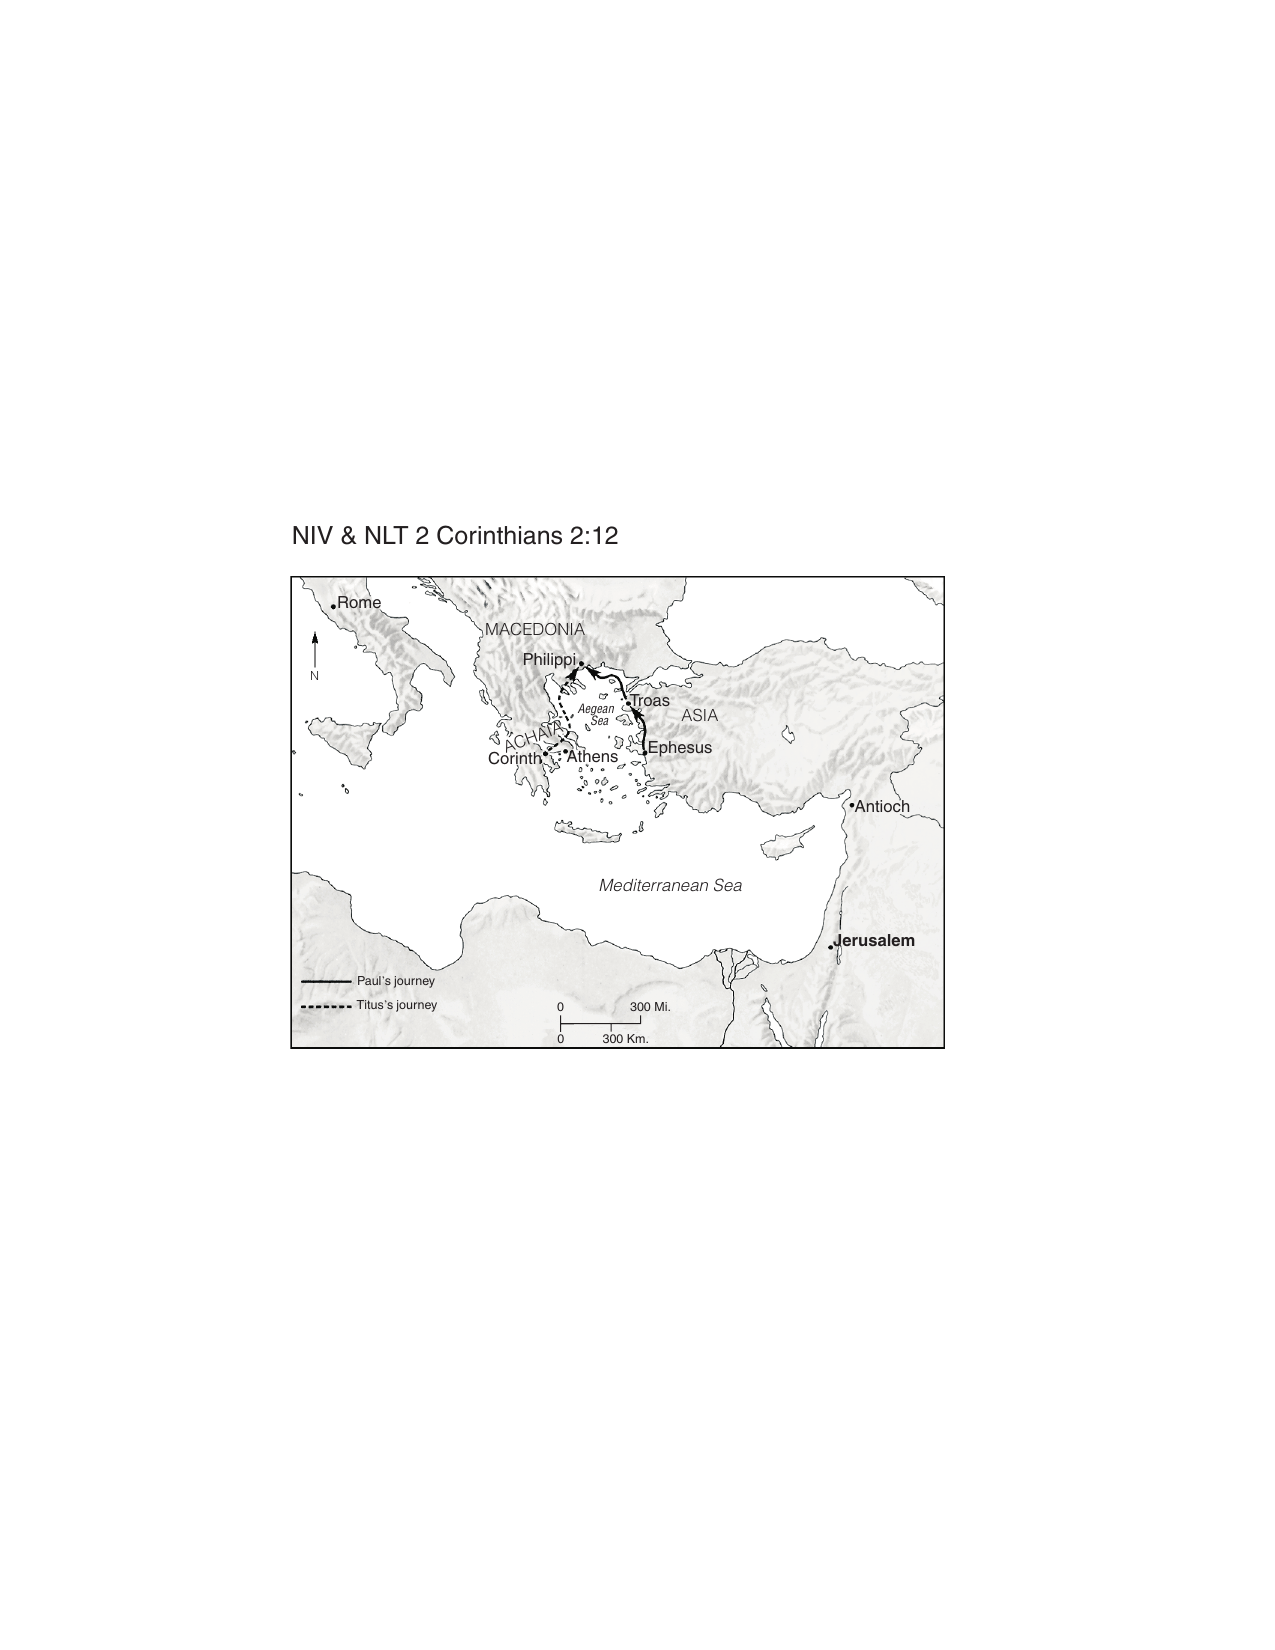 NIV & NLT 2 Corinthians 2:12
Rome
MACEDONIA
N
Philippi
Troas
Aegean
Sea
ASIA
ACHAIA
Ephesus
Corinth
Athens
Antioch
Mediterranean Sea
Jerusalem
Paul's journey
Titus's journey
0 300 Mi.
0 300 Km.